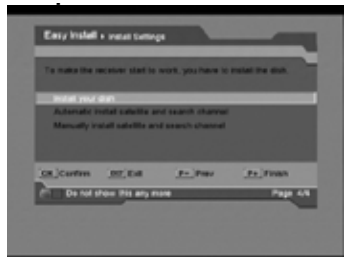 Easy Install ▸ Install Settings
To make the receiver start to work, you have to install the dish.
Install your dish
Automatic install satellite and search channel
Manually install satellite and search channel
OK Confirm EXIT Exit P- Prev P+ Finish
Do not show this any more Page 4/4